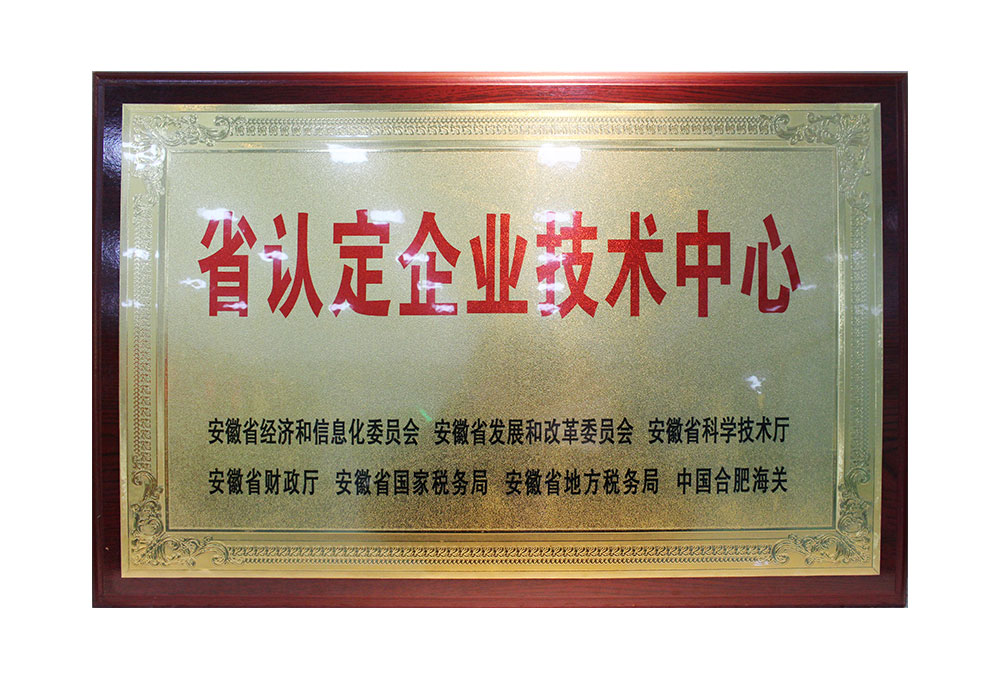 省认定企业技术中心
安徽省经济和信息化委员会 安徽省发展和改革委员会 安徽省科学技术厅
安徽省财政厅 安徽省国家税务局 安徽省地方税务局 中国合肥海关